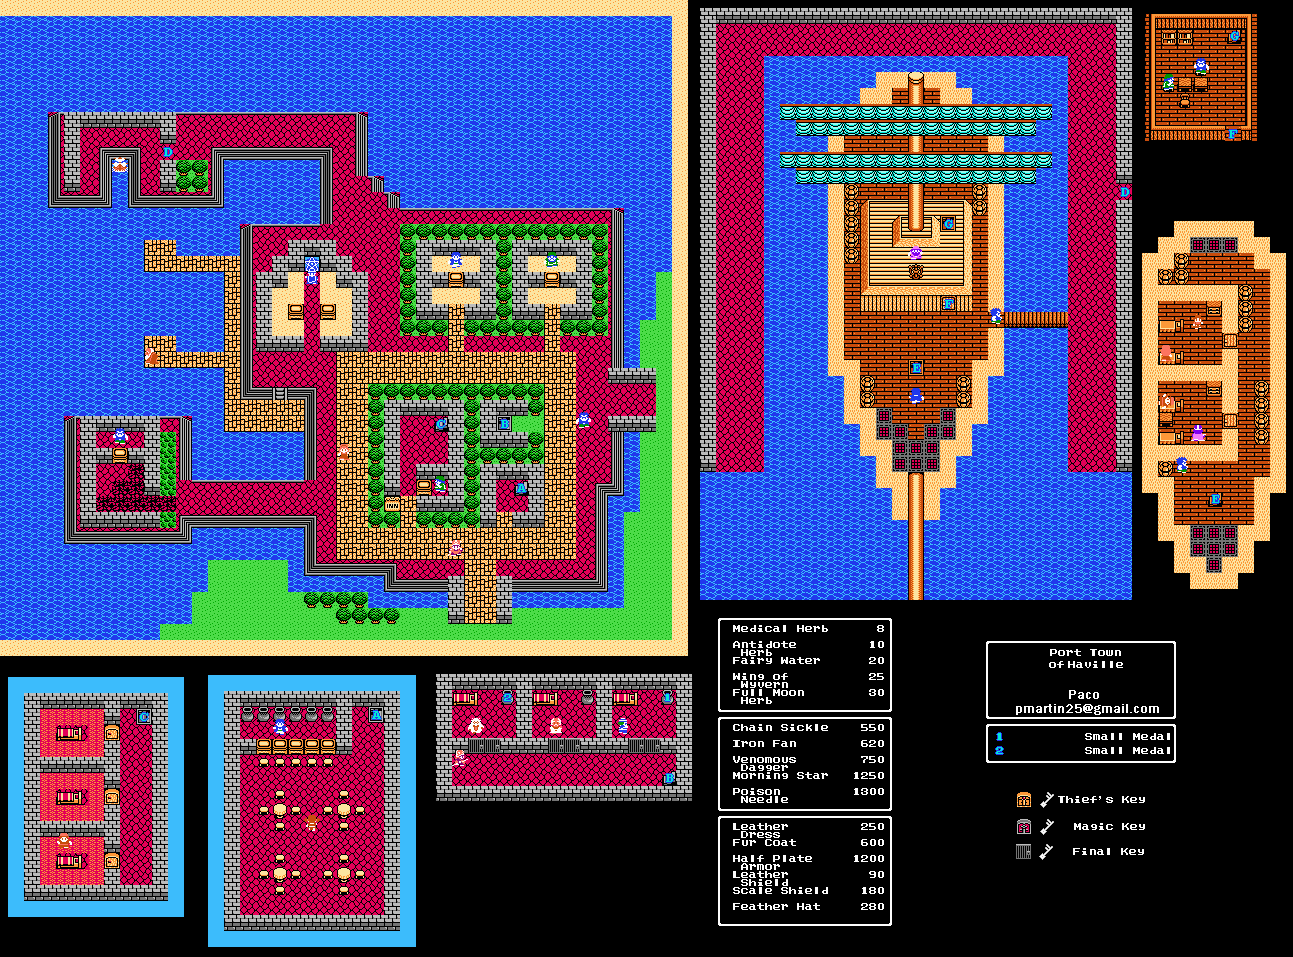 D
C
B
A
INN
G
F
D
G
F
E
E
Medical Herb 8
Antidote 10
Herb
Fairy Water 20
Wing of 25
Wyvern
Full Moon 30
Herb
Chain Sickle 550
Iron Fan 620
Venomous 750
Dagger
Morning Star 1250
Poison 1300
Needle
Leather 250
Dress
Fur Coat 600
Half Plate 1200
Armor
Leather 90
Shield
Scale Shield 180
Feather Hat 280
Port Town
of Haville
Paco
pmartin25@gmail.com
1 Small Medal
2 Small Medal
Thief's Key
Magic Key
Final Key
C
A
2
1
B